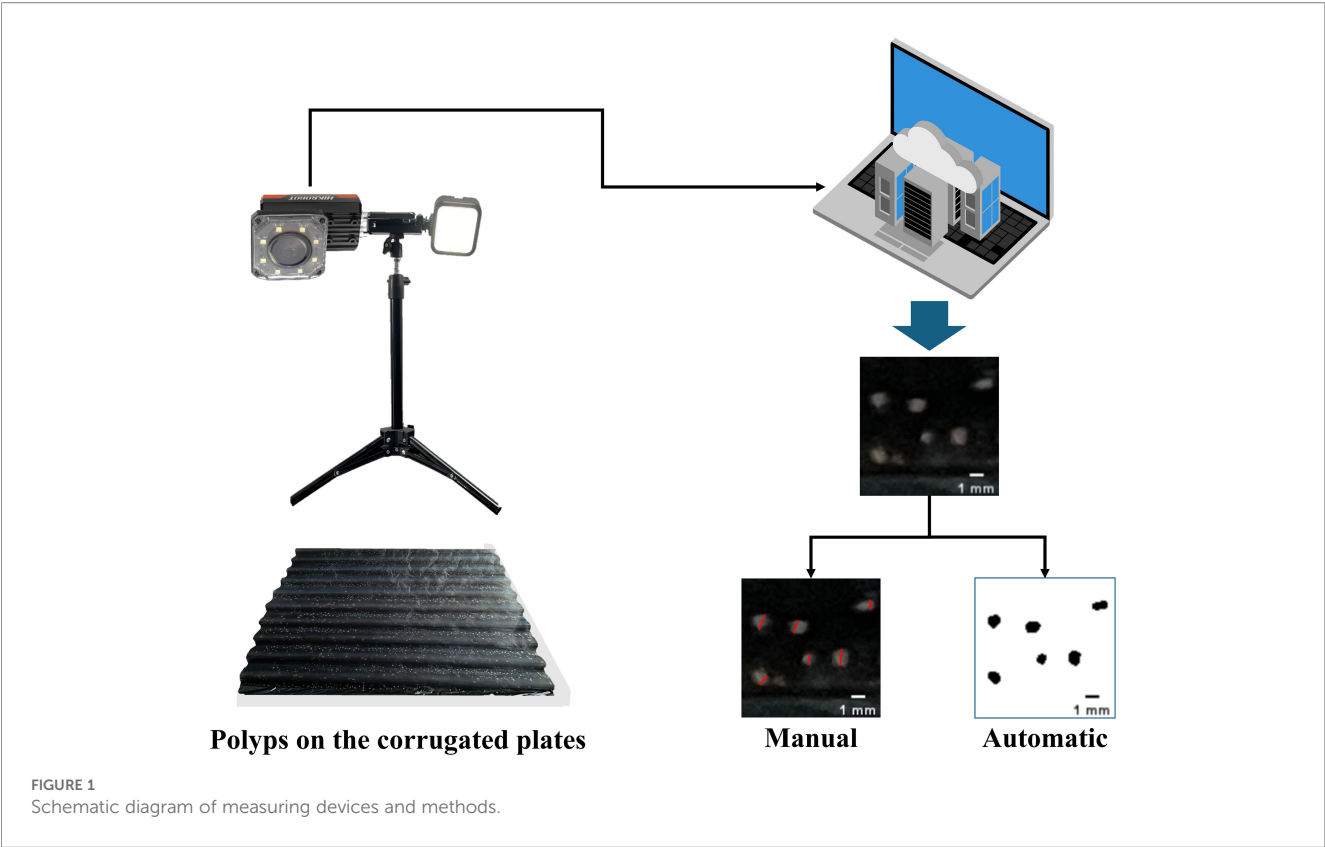 HIKROBOT
1 mm
1 mm
1 mm
Polyps on the corrugated plates
Manual
Automatic
FIGURE 1
Schematic diagram of measuring devices and methods.